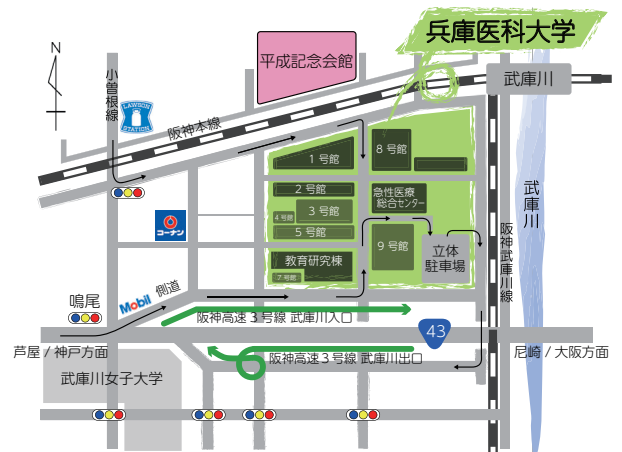 兵庫医科大学
N
平成記念会館
武庫川
小曽根線
LAWSON
STATION
阪神本線
8号館
1号館
2号館
急性医療
総合センター
3号館
4号館
5号館
武庫川
コーナン
9号館
立体
駐車場
阪神武庫川線
教育研究棟
7号館
側道
Mobil
鳴尾
阪神高速3号線 武庫川入口
43
芦屋/神戸方面
阪神高速3号線 武庫川出口
尼崎/大阪方面
武庫川女子大学